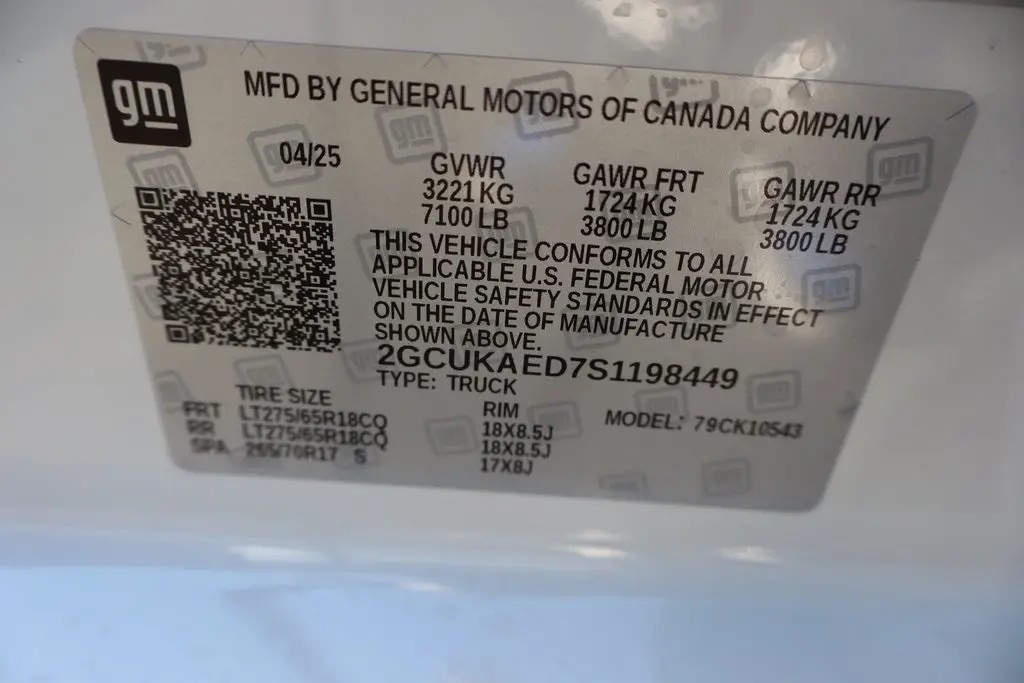 gm
MFD BY GENERAL MOTORS OF CANADA COMPANY
04/25
GVWR
3221 KG
7100 LB
GAWR FRT
1724 KG
3800 LB
GAWR RR
1724 KG
3800 LB
THIS VEHICLE CONFORMS TO ALL
APPLICABLE U.S. FEDERAL MOTOR
VEHICLE SAFETY STANDARDS IN EFFECT
ON THE DATE OF MANUFACTURE
SHOWN ABOVE.
2GCUKAED7S1198449
TYPE: TRUCK
MODEL: 79CK10543
TIRE SIZE RIM
FRT LT275/65R18CQ 18X8.5J
RR LT275/65R18CQ 18X8.5J
SPA 265/70R17 S 17X8J